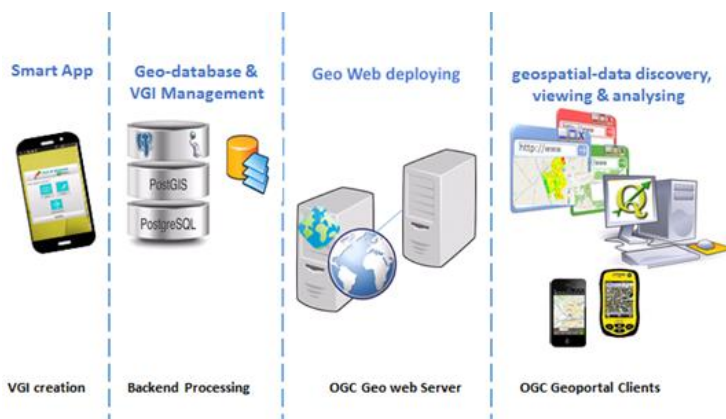 Smart App
Geo-database &
VGI Management
Geo Web deploying
geospatial-data discovery,
viewing & analysing
PostGIS
PostgreSQL
http://www
VGI creation
Backend Processing
OGC Geo web Server
OGC Geoportal Clients